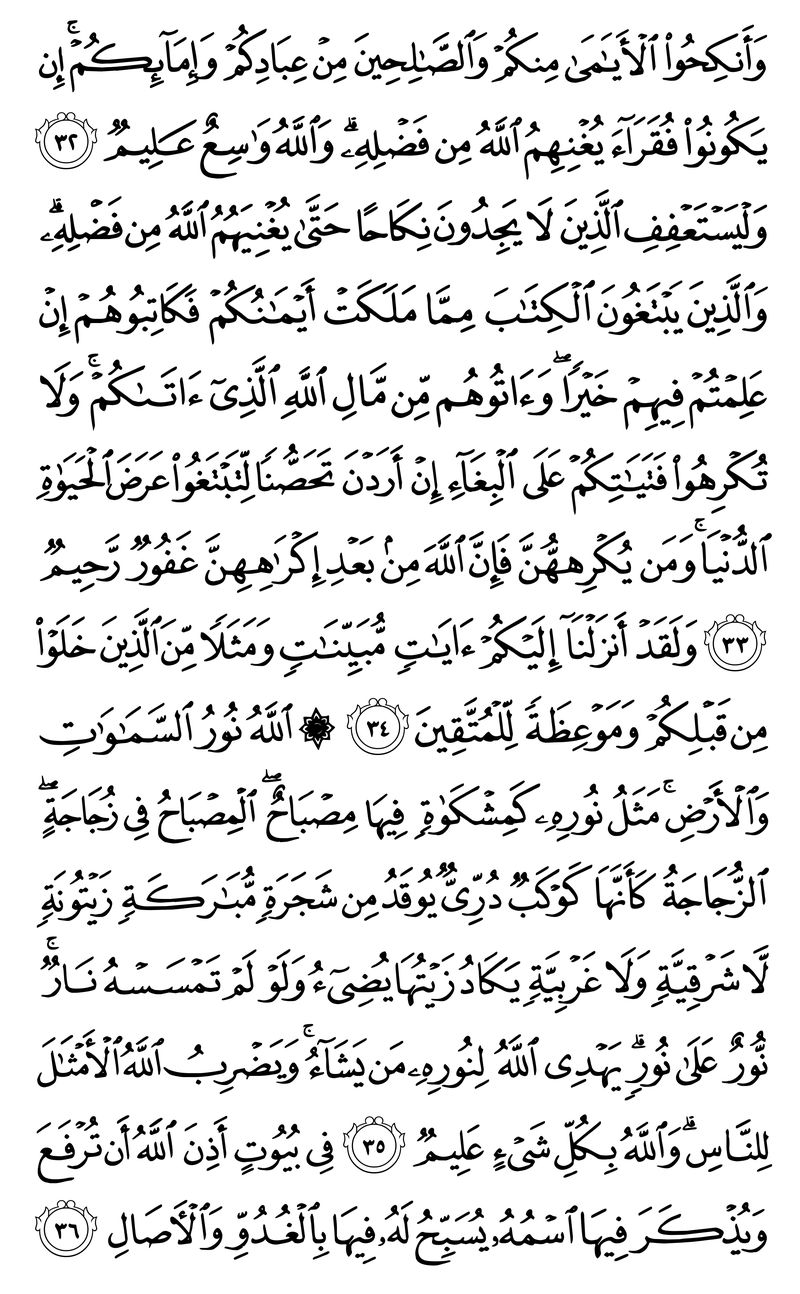 وَأَنكِحُوا۟ ٱلْأَيَـٰمَىٰ مِنكُمْ وَٱلصَّـٰلِحِينَ مِنْ عِبَادِكُمْ وَإِمَآئِكُمْ ۚ إِن
يَكُونُوا۟ فُقَرَآءَ يُغْنِهِمُ ٱللَّهُ مِن فَضْلِهِۦ ۗ وَٱللَّهُ وَٰسِعٌ عَلِيمٌ ٣٢
وَلْيَسْتَعْفِفِ ٱلَّذِينَ لَا يَجِدُونَ نِكَاحًا حَتَّىٰ يُغْنِيَهُمُ ٱللَّهُ مِن فَضْلِهِۦ ۗ
وَٱلَّذِينَ يَبْتَغُونَ ٱلْكِتَـٰبَ مِمَّا مَلَكَتْ أَيْمَـٰنُكُمْ فَكَاتِبُوهُمْ إِنْ
عَلِمْتُمْ فِيهِمْ خَيْرًا ۖ وَءَاتُوهُم مِّن مَّالِ ٱللَّهِ ٱلَّذِىٓ ءَاتَىٰكُمْ ۚ وَلَا
تُكْرِهُوا۟ فَتَيَـٰتِكُمْ عَلَى ٱلْبِغَآءِ إِنْ أَرَدْنَ تَحَصُّنًا لِّتَبْتَغُوا۟ عَرَضَ ٱلْحَيَوٰةِ
ٱلدُّنْيَا ۚ وَمَن يُكْرِههُّنَّ فَإِنَّ ٱللَّهَ مِنۢ بَعْدِ إِكْرَٰهِهِنَّ غَفُورٌ رَّحِيمٌ
٣٣ وَلَقَدْ أَنزَلْنَآ إِلَيْكُمْ ءَايَـٰتٍ مُّبَيِّنَـٰتٍ وَمَثَلًا مِّنَ ٱلَّذِينَ خَلَوْا۟
مِن قَبْلِكُمْ وَمَوْعِظَةً لِّلْمُتَّقِينَ ٣٤ ۞ ٱللَّهُ نُورُ ٱلسَّمَـٰوَٰتِ
وَٱلْأَرْضِ ۚ مَثَلُ نُورِهِۦ كَمِشْكَوٰةٍ فِيهَا مِصْبَاحٌ ۖ ٱلْمِصْبَاحُ فِى زُجَاجَةٍ ۖ
ٱلزُّجَاجَةُ كَأَنَّهَا كَوْكَبٌ دُرِّىٌّ يُوقَدُ مِن شَجَرَةٍ مُّبَـٰرَكَةٍ زَيْتُونَةٍ
لَّا شَرْقِيَّةٍ وَلَا غَرْبِيَّةٍ يَكَادُ زَيْتُهَا يُضِىٓءُ وَلَوْ لَمْ تَمْسَسْهُ نَارٌ ۚ
نُّورٌ عَلَىٰ نُورٍ ۗ يَهْدِى ٱللَّهُ لِنُورِهِۦ مَن يَشَآءُ ۚ وَيَضْرِبُ ٱللَّهُ ٱلْأَمْثَـٰلَ
لِلنَّاسِ ۗ وَٱللَّهُ بِكُلِّ شَىْءٍ عَلِيمٌ ٣٥ فِى بُيُوتٍ أَذِنَ ٱللَّهُ أَن تُرْفَعَ
وَيُذْكَرَ فِيهَا ٱسْمُهُۥ يُسَبِّحُ لَهُۥ فِيهَا بِٱلْغُدُوِّ وَٱلْـَٔاصَالِ ٣٦